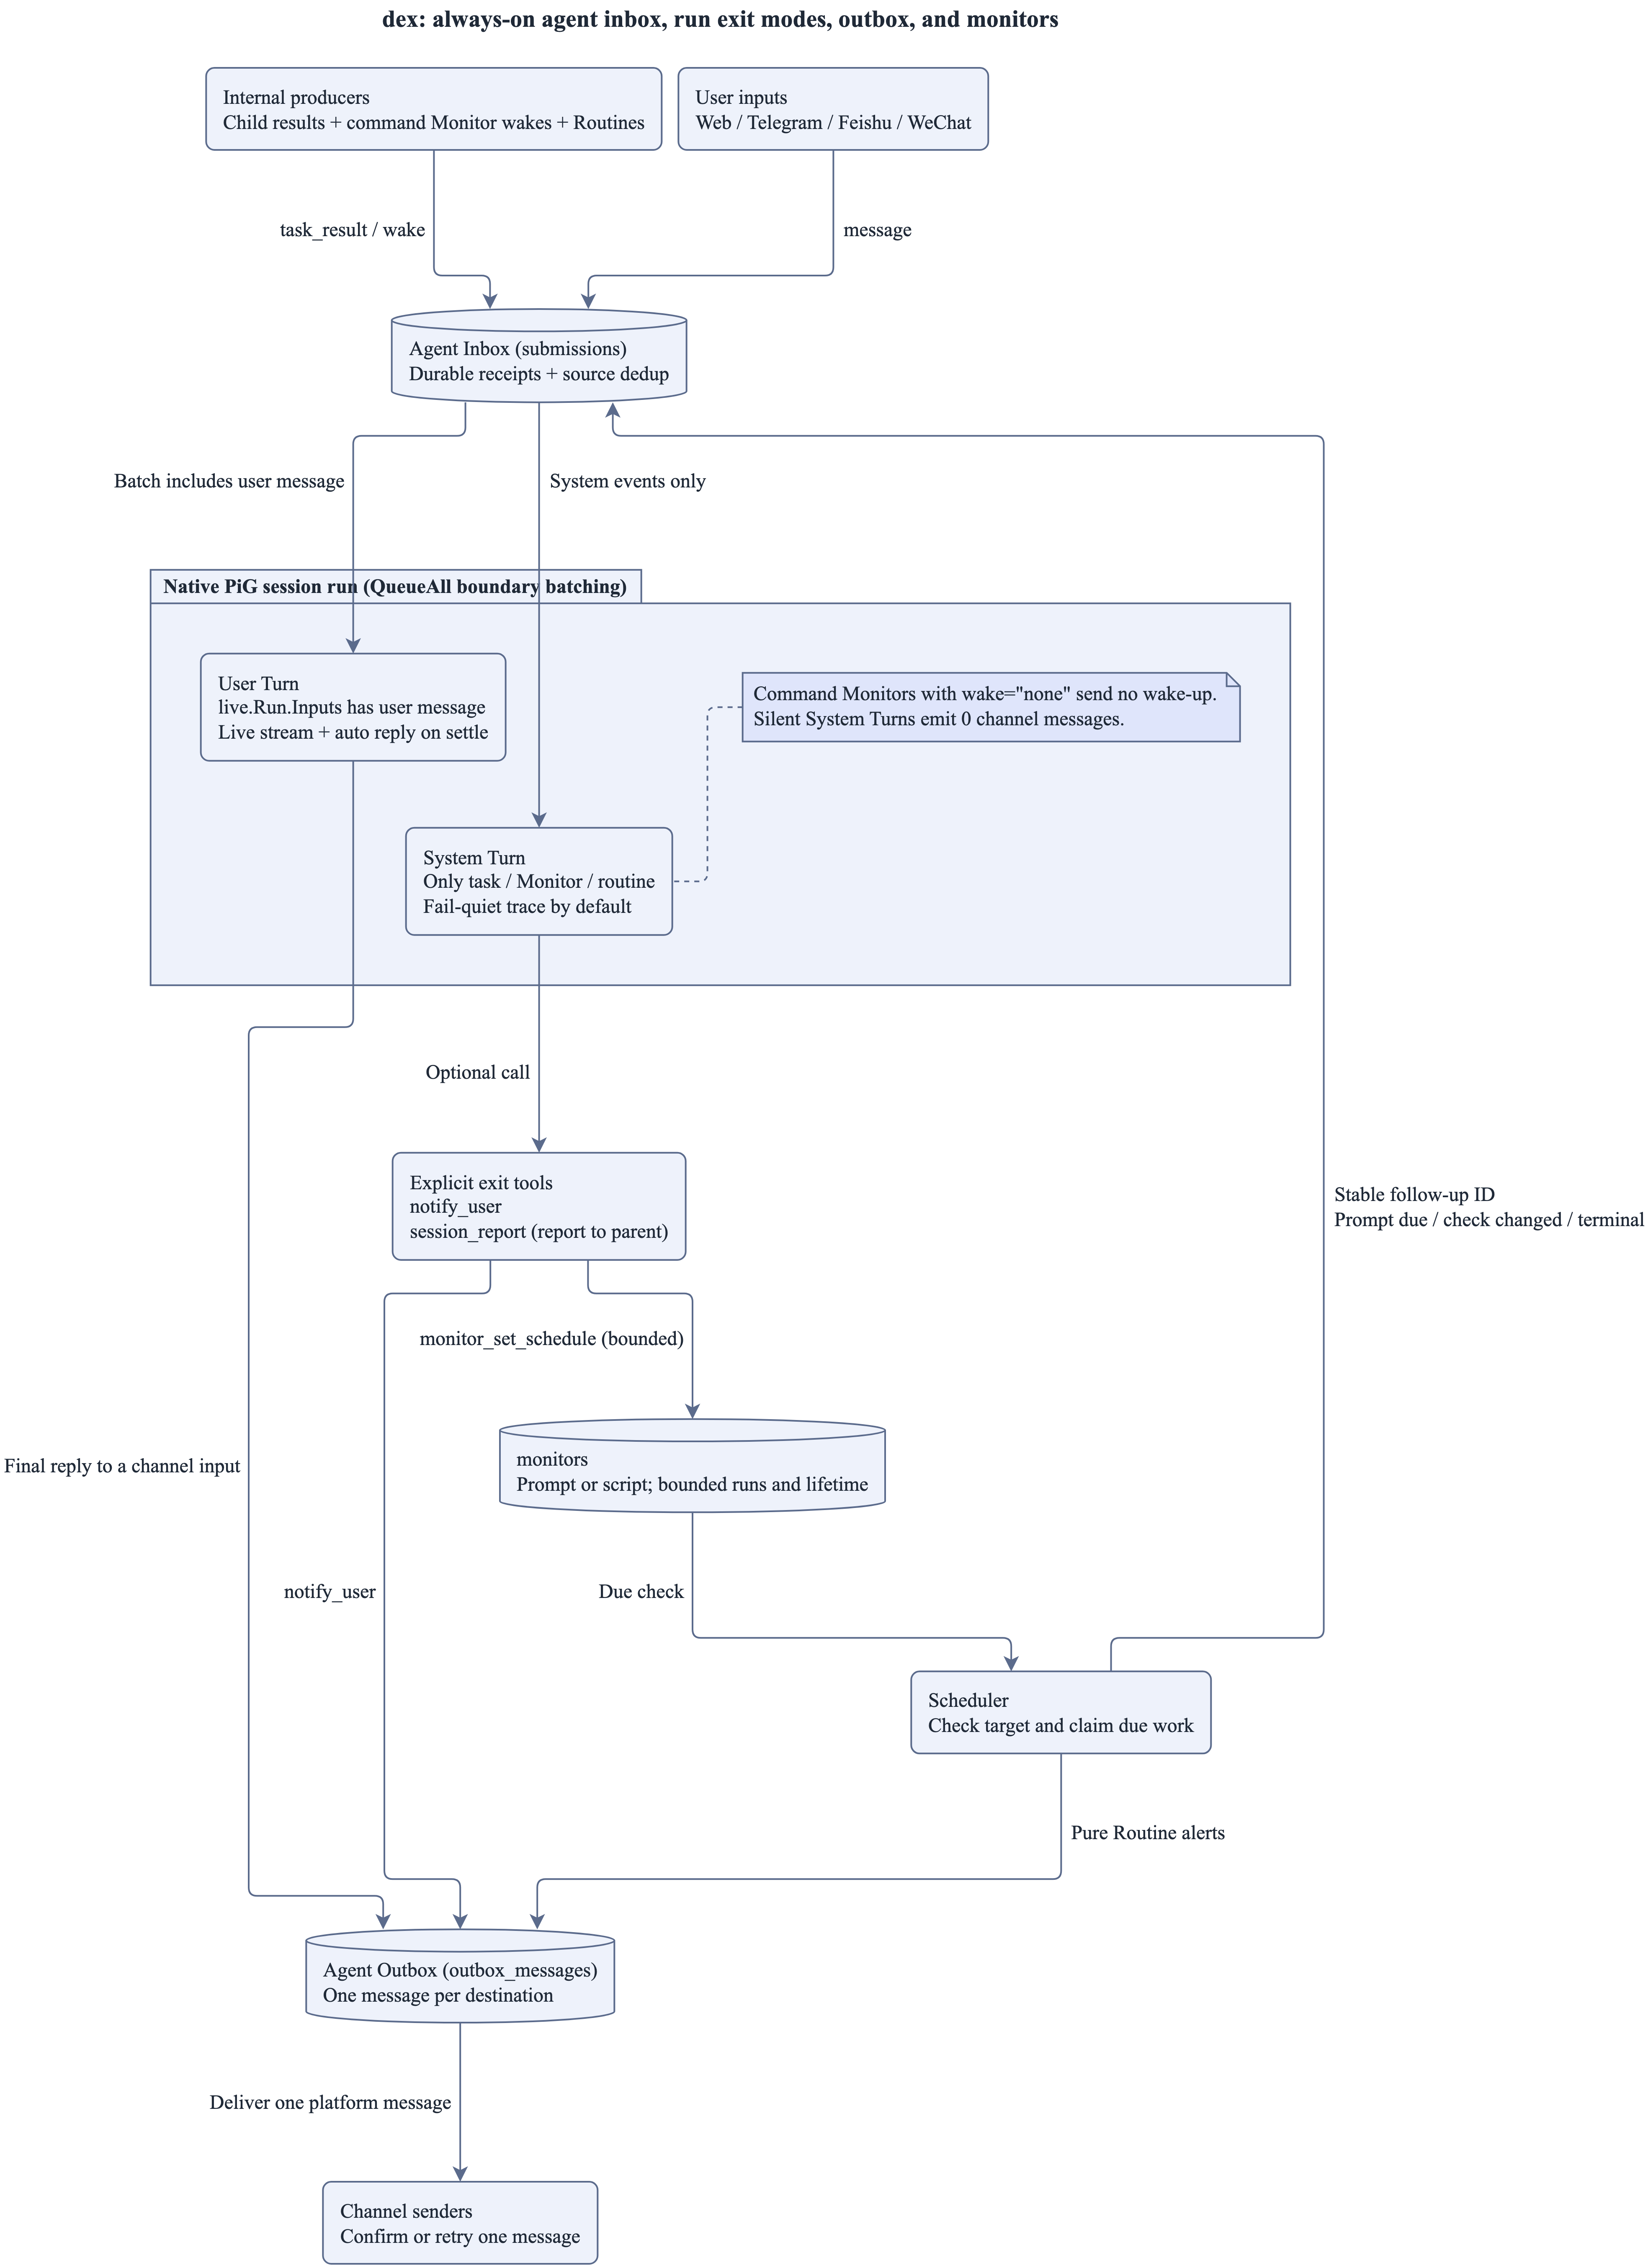 dex: always-on agent inbox, run exit modes, outbox, and monitors
Internal producers
Child results + command Monitor wakes + Routines
User inputs
Web / Telegram / Feishu / WeChat
task_result / wake
message
Agent Inbox (submissions)
Durable receipts + source dedup
Batch includes user message
System events only
Native PiG session run (QueueAll boundary batching)
User Turn
live.Run.Inputs has user message
Live stream + auto reply on settle
Command Monitors with wake="none" send no wake-up.
Silent System Turns emit 0 channel messages.
System Turn
Only task / Monitor / routine
Fail-quiet trace by default
Optional call
Explicit exit tools
notify_user
session_report (report to parent)
Stable follow-up ID
Prompt due / check changed / terminal
monitor_set_schedule (bounded)
monitors
Prompt or script; bounded runs and lifetime
Final reply to a channel input
notify_user
Due check
Scheduler
Check target and claim due work
Pure Routine alerts
Agent Outbox (outbox_messages)
One message per destination
Deliver one platform message
Channel senders
Confirm or retry one message